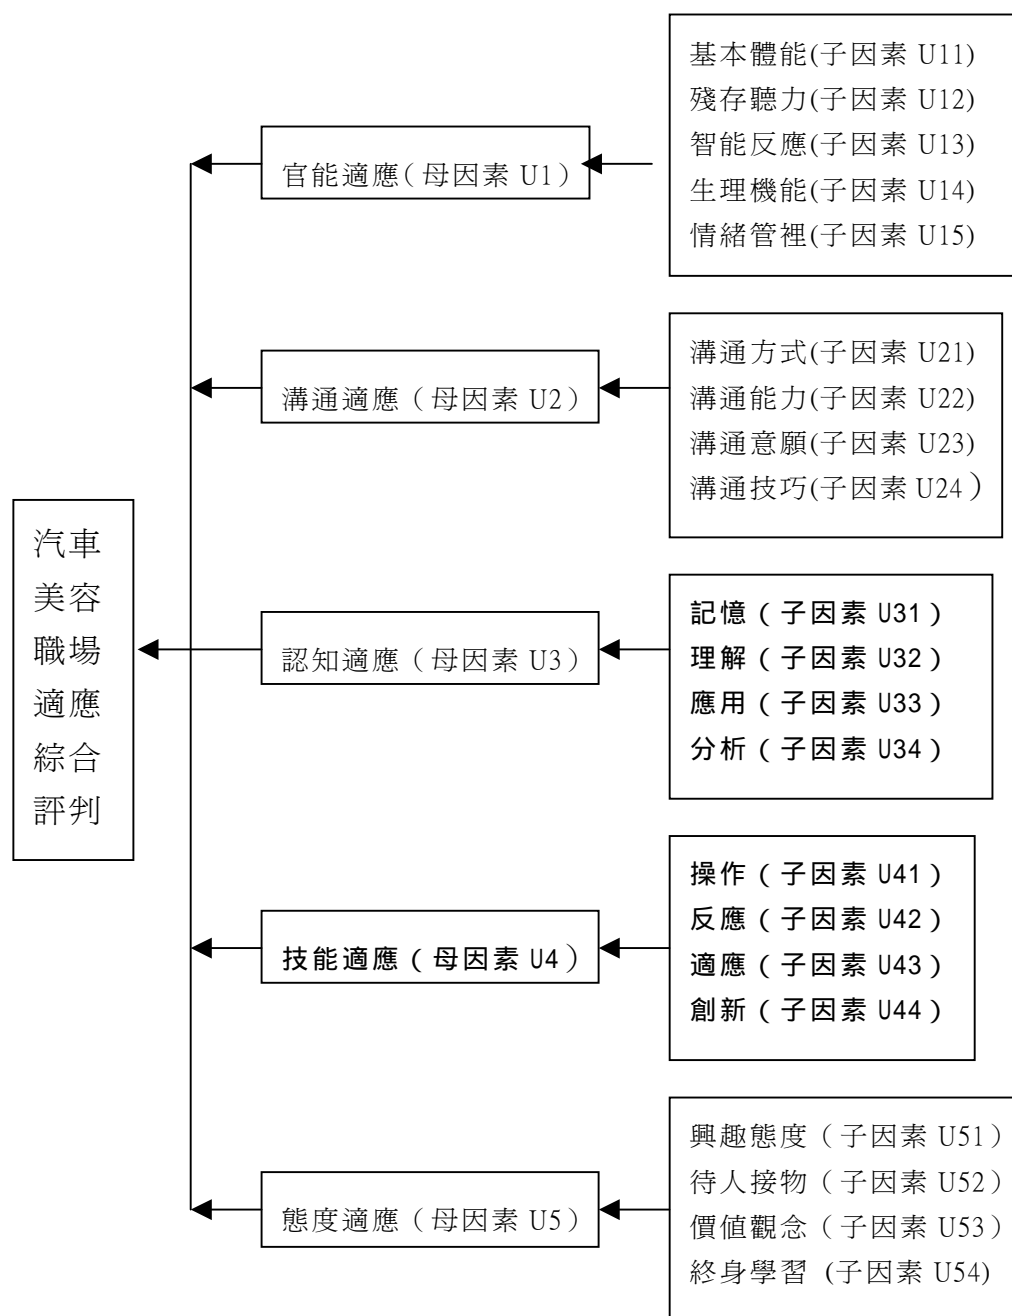 基本體能(子因素 U11)
殘存聽力(子因素 U12)
智能反應(子因素 U13)
生理機能(子因素 U14)
情緒管裡(子因素 U15)
官能適應（母因素 U1）
溝通方式(子因素 U21)
溝通能力(子因素 U22)
溝通意願(子因素 U23)
溝通技巧(子因素 U24）
溝通適應（母因素 U2）
汽車
美容
職場
適應
綜合
評判
記憶（子因素 U31）
理解（子因素 U32）
應用（子因素 U33）
分析（子因素 U34）
認知適應（母因素 U3）
操作（子因素 U41）
反應（子因素 U42）
適應（子因素 U43）
創新（子因素 U44）
技能適應（母因素 U4）
興趣態度（子因素 U51）
待人接物（子因素 U52）
價值觀念（子因素 U53）
終身學習 (子因素 U54)
態度適應（母因素 U5）